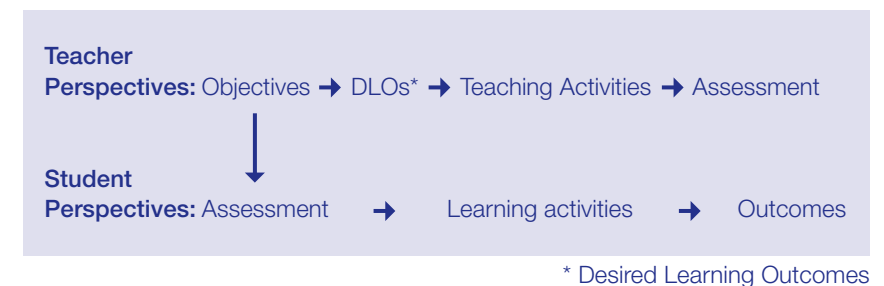 Teacher
Perspectives: Objectives → DLOs* → Teaching Activities → Assessment
Student
Perspectives: Assessment → Learning activities → Outcomes
* Desired Learning Outcomes